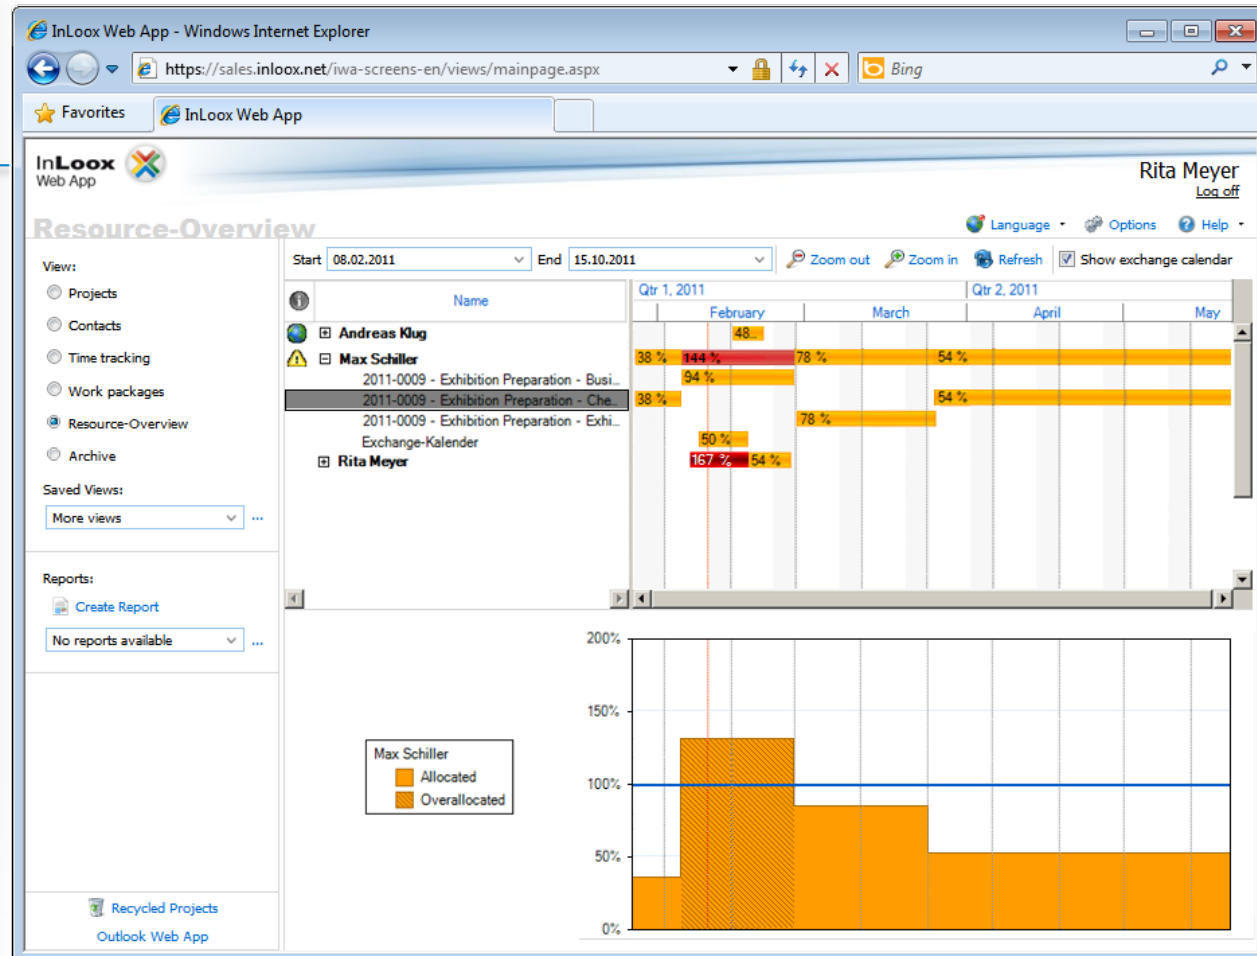 InLoox Web App - Windows Internet Explorer
https://sales.inloox.net/iwa-screens-en/views/mainpage.aspx
Bing
Favorites
InLoox Web App
InLoox
Web App
Rita Meyer
Log off
Resource-Overview
Language
Options
Help
View:
Projects
Contacts
Time tracking
Work packages
Resource-Overview
Archive
Saved Views:
More views
...
Reports:
Create Report
No reports available
...
Recycled Projects
Outlook Web App
Start 08.02.2011 End 15.10.2011 Zoom out Zoom in Refresh Show exchange calendar
Name
Qtr 1, 2011 Qtr 2, 2011
February March April May
Andreas Klug 48...
Max Schiller 38 % 144 % 78 % 54 %
2011-0009 - Exhibition Preparation - Busi... 94 %
2011-0009 - Exhibition Preparation - Che... 38 % 54 %
2011-0009 - Exhibition Preparation - Exhi... 78 %
Exchange-Kalender 50 %
Rita Meyer 167 % 54 %
200%
150%
100%
50%
0%
Max Schiller
Allocated
Overallocated